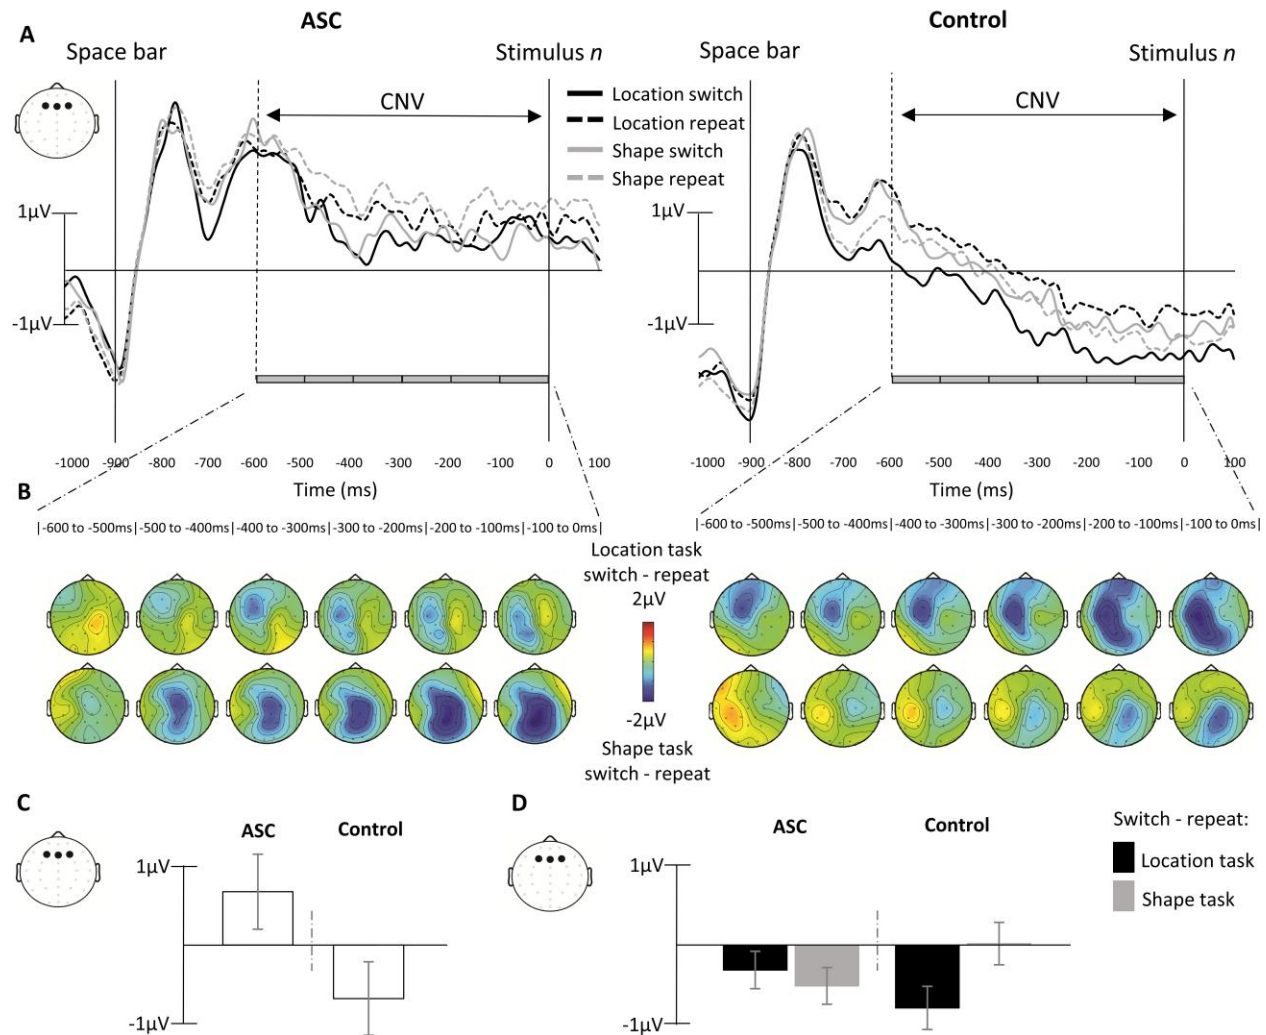 A
ASC
Control
Space bar
Stimulus n
Space bar
Stimulus n
CNV
CNV
Location switch
Location repeat
Shape switch
Shape repeat
1µV
-1µV
1µV
-1µV
-1000 -900 -800 -700 -600 -500 -400 -300 -200 -100 0 100
-1000 -900 -800 -700 -600 -500 -400 -300 -200 -100 0 100
Time (ms)
Time (ms)
B
|-600 to -500ms|-500 to -400ms|-400 to -300ms|-300 to -200ms|-200 to -100ms|-100 to 0ms|
|-600 to -500ms|-500 to -400ms|-400 to -300ms|-300 to -200ms|-200 to -100ms|-100 to 0ms|
Location task
switch - repeat
2µV
-2µV
Shape task
switch - repeat
C
ASC
Control
1µV
-1µV
D
ASC
Control
1µV
-1µV
Switch - repeat:
Location task
Shape task